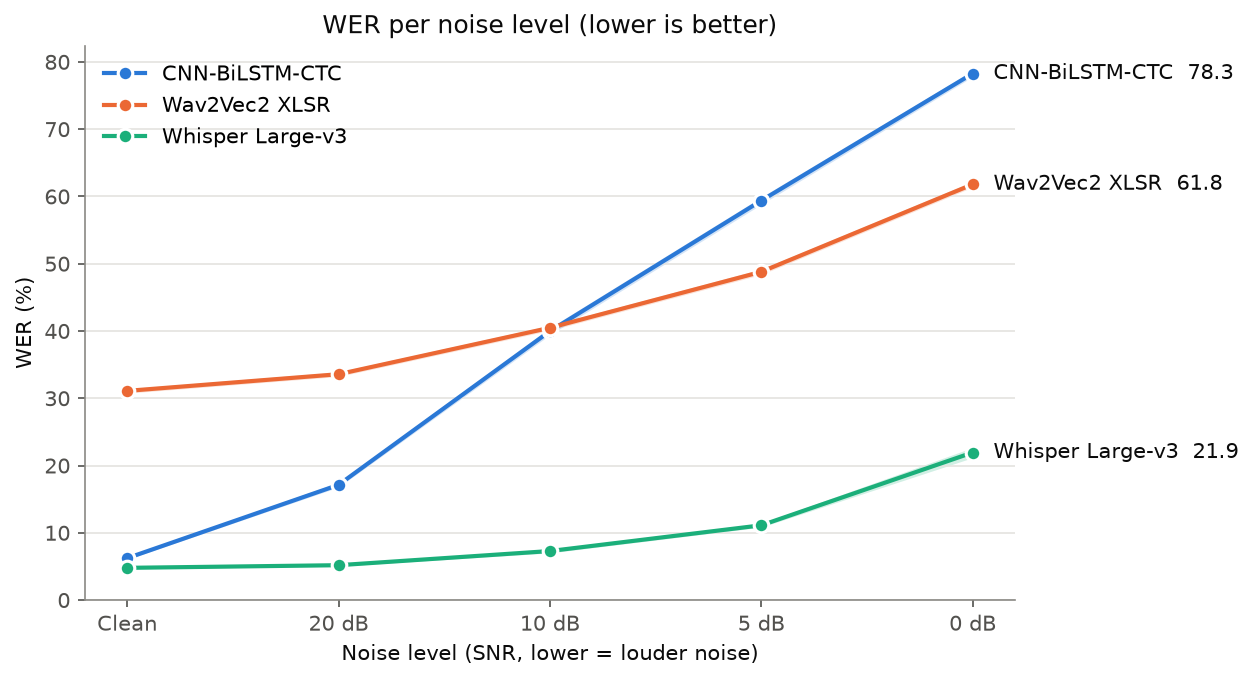 WER per noise level (lower is better)
CNN-BiLSTM-CTC
Wav2Vec2 XLSR
Whisper Large-v3
CNN-BiLSTM-CTC 78.3
Wav2Vec2 XLSR 61.8
Whisper Large-v3 21.9
WER (%)
80
70
60
50
40
30
20
10
0
Clean 20 dB 10 dB 5 dB 0 dB
Noise level (SNR, lower = louder noise)